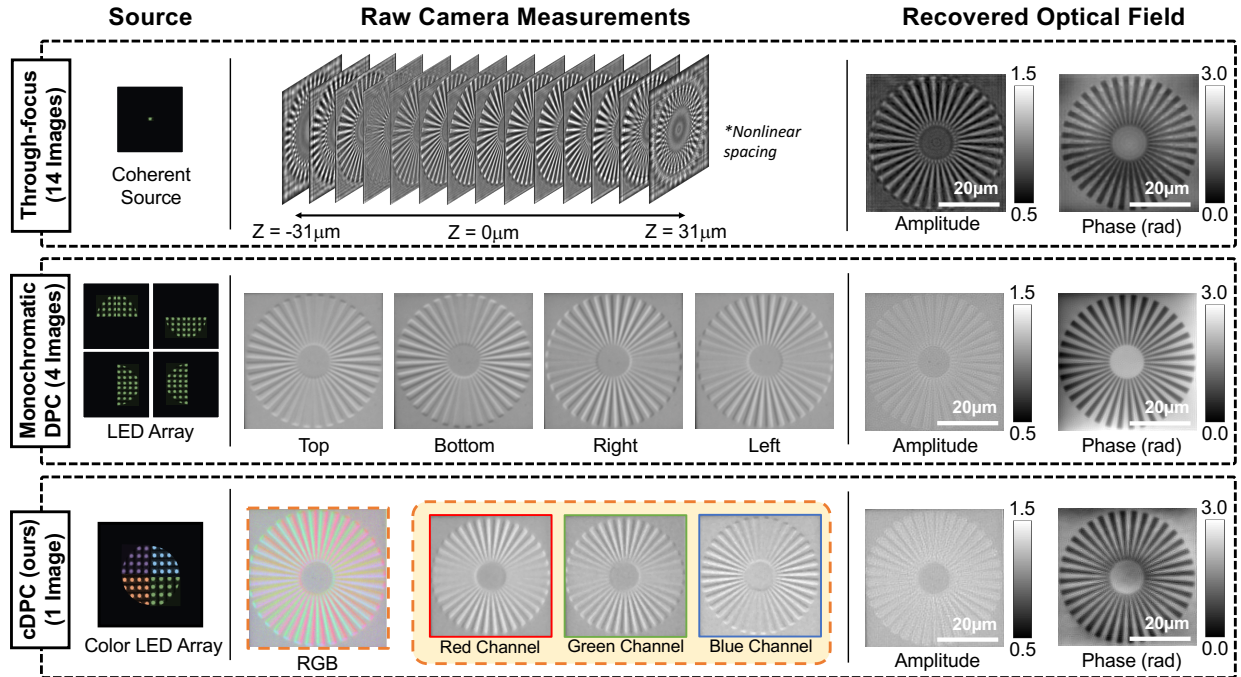 Source
Raw Camera Measurements
Recovered Optical Field
Through-focus
(14 Images)
Coherent
Source
*Nonlinear
spacing
Z = -31μm
Z = 0μm
Z = 31μm
20μm
Amplitude
1.5
0.5
20μm
Phase (rad)
3.0
0.0
Monochromatic
DPC (4 Images)
LED Array
Top
Bottom
Right
Left
20μm
Amplitude
1.5
0.5
20μm
Phase (rad)
3.0
0.0
cDPC (ours)
(1 Image)
Color LED Array
RGB
Red Channel
Green Channel
Blue Channel
20μm
Amplitude
1.5
0.5
20μm
Phase (rad)
3.0
0.0